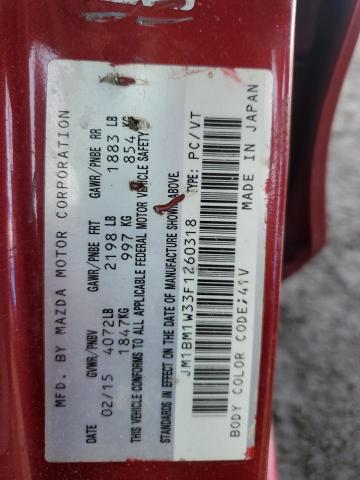 MFD. BY MAZDA MOTOR CORPORATION
DATE GVWR/PNBV GAWR/PNBE FRT GAWR/PNBE RR
02/15 4072LB 2198 LB 1883 LB
1847KG 997 KG 854
THIS VEHICLE CONFORMS TO ALL APPLICABLE FEDERAL MOTOR VEHICLE SAFETY
STANDARDS IN EFFECT ON THE DATE OF MANUFACTURE SHOWN ABOVE.
JM1BM1W33F1260318 TYPE: PC/VT
BODY COLOR CODE;41V MADE IN JAPAN